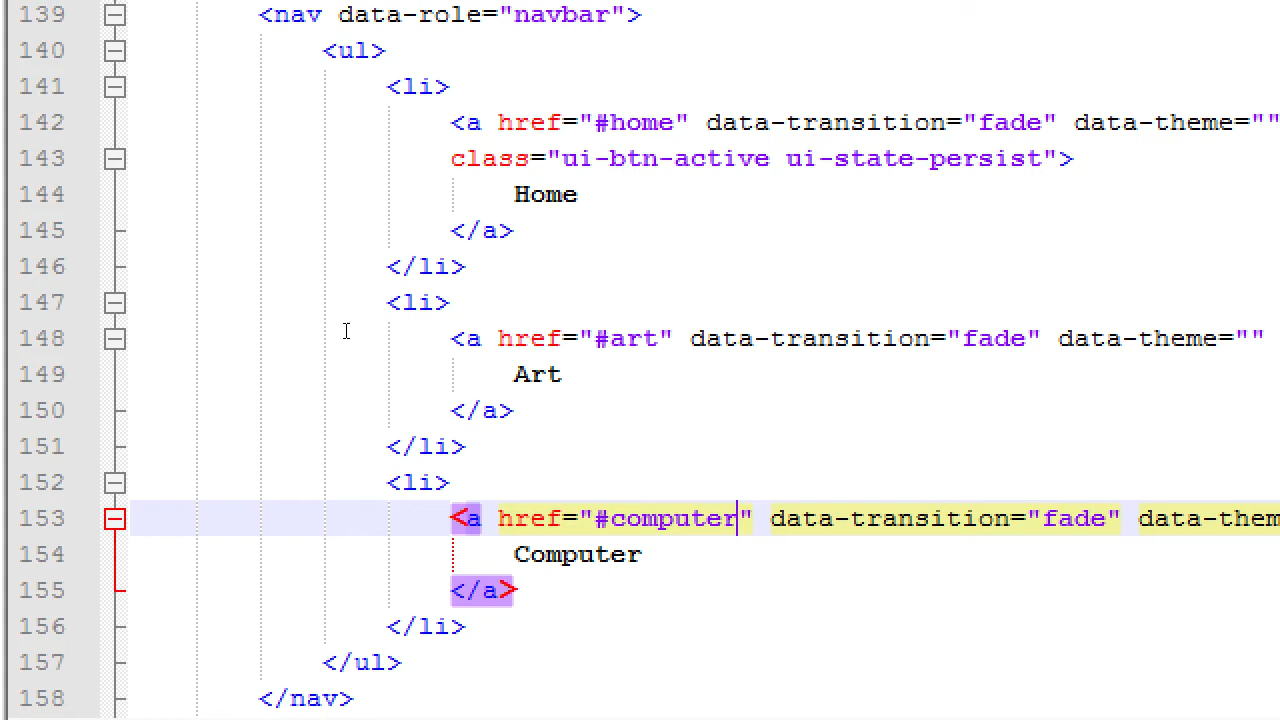 139 <nav data-role="navbar">
140 <ul>
141 <li>
142 <a href="#home" data-transition="fade" data-theme=""
143 class="ui-btn-active ui-state-persist">
144 Home
145 </a>
146 </li>
147 <li>
148 <a href="#art" data-transition="fade" data-theme=""
149 Art
150 </a>
151 </li>
152 <li>
153 <a href="#computer" data-transition="fade" data-them
154 Computer
155 </a>
156 </li>
157 </ul>
158 </nav>